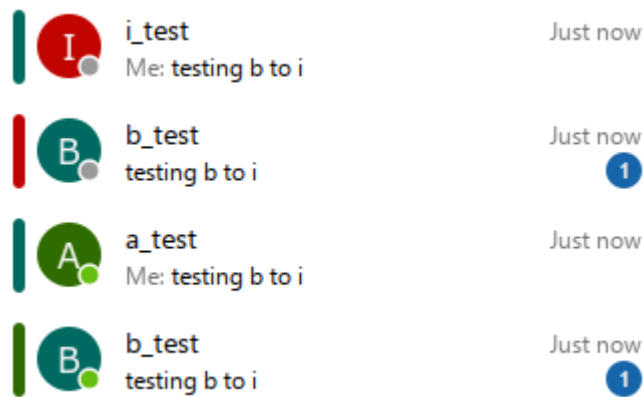 I
i_test
Just now
Me: testing b to i
B
b_test
Just now
testing b to i
1
A
a_test
Just now
Me: testing b to i
B
b_test
Just now
testing b to i
1